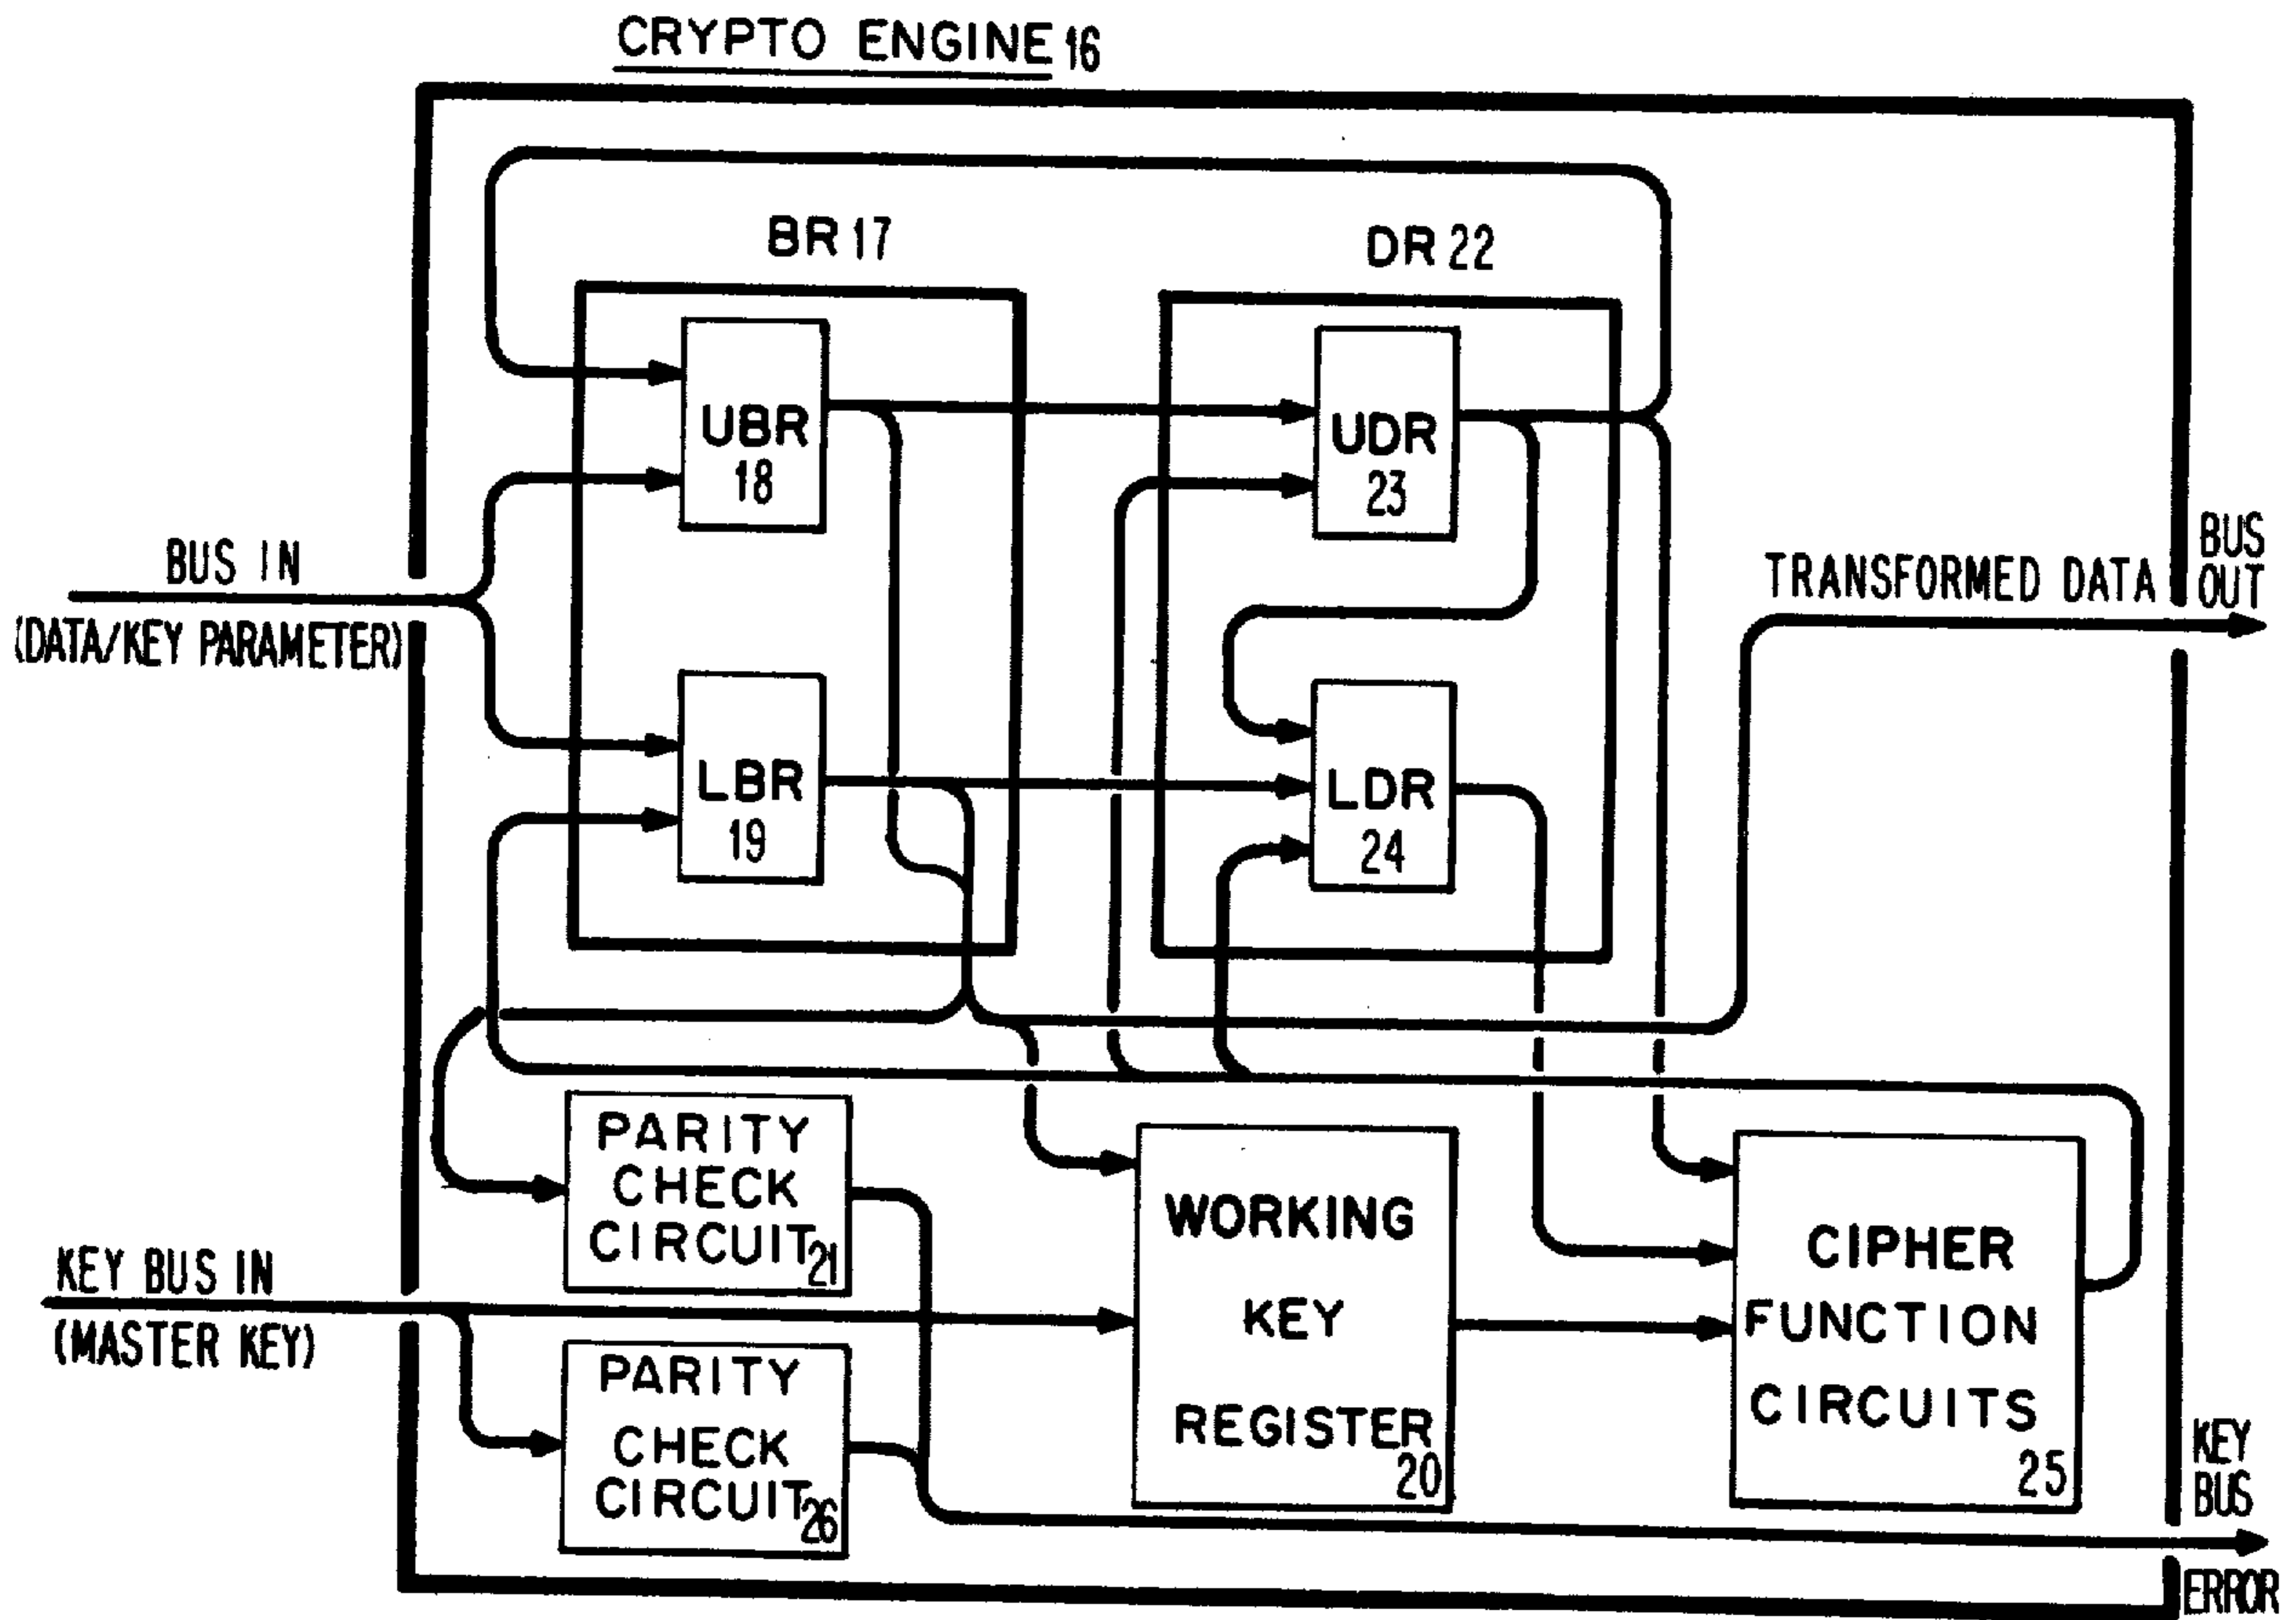 CRYPTO ENGINE 16
BR 17
DR 22
UBR
18
UDR
23
BUS IN
(DATA/KEY PARAMETER)
TRANSFORMED DATA
BUS
OUT
LBR
19
LDR
24
PARITY
CHECK
CIRCUIT 21
KEY BUS IN
(MASTER KEY)
PARITY
CHECK
CIRCUIT 26
WORKING
KEY
REGISTER
20
CIPHER
FUNCTION
CIRCUITS
25
KEY
BUS
ERROR